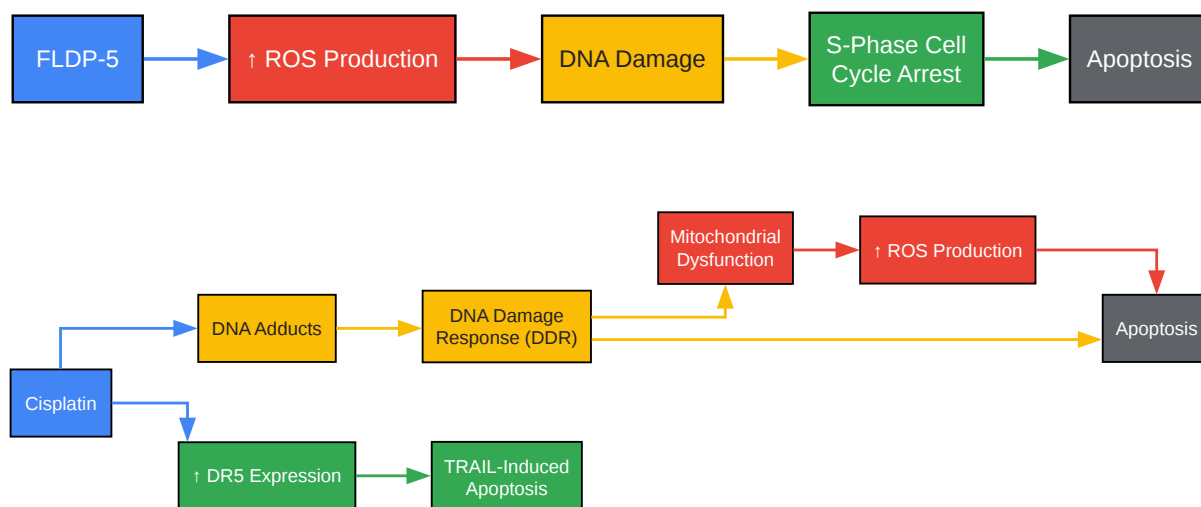 FLDP-5
↑ ROS Production
DNA Damage
S-Phase Cell
Cycle Arrest
Apoptosis
Mitochondrial
Dysfunction
↑ ROS Production
DNA Adducts
DNA Damage
Response (DDR)
Apoptosis
Cisplatin
↑ DR5 Expression
TRAIL-Induced
Apoptosis